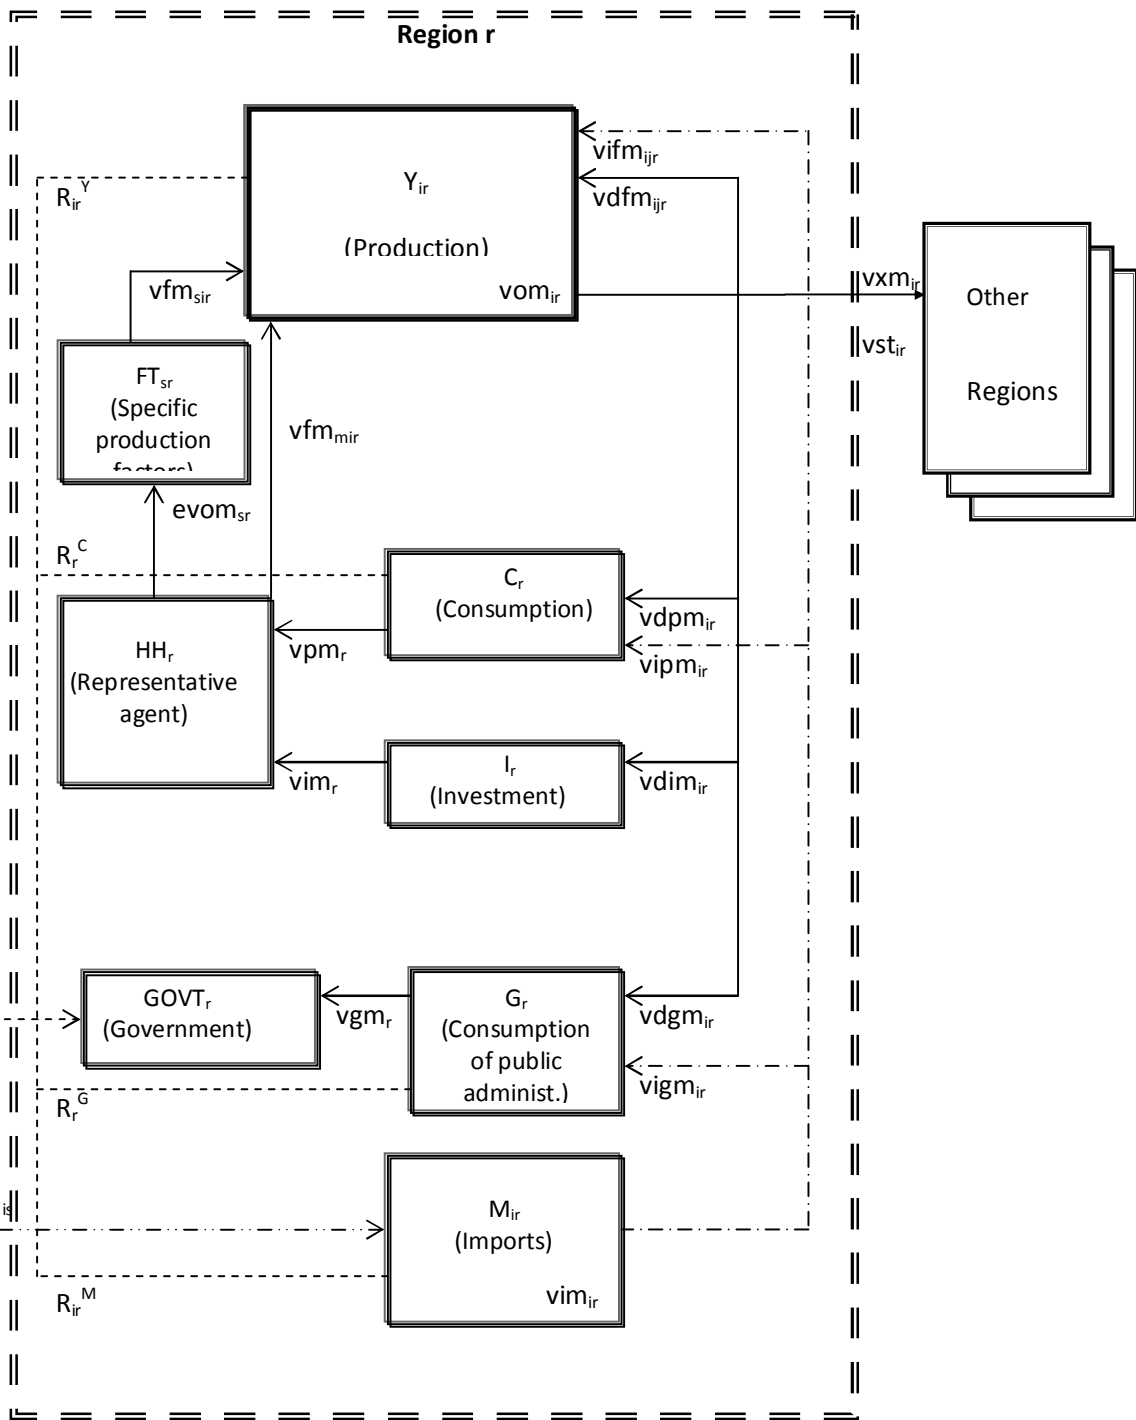 Region r
vifm_ijr
R_ir^Y
Y_ir
vdfm_ijr
(Production)
vfm_sir
vom_ir
vxm_ir
Other
vst_ir
FT_sr
(Specific
production
factors)
Regions
vfm_mir
evom_sr
R_r^C
C_r
(Consumption)
vdpm_ir
vpm_r
vipm_ir
HH_r
(Representative
agent)
I_r
(Investment)
vim_r
vdim_ir
GOVT_r
(Government)
vgm_r
G_r
(Consumption
of public
administ.)
vdgm_ir
vigm_ir
R_r^G
is
M_ir
(Imports)
vim_ir
R_ir^M